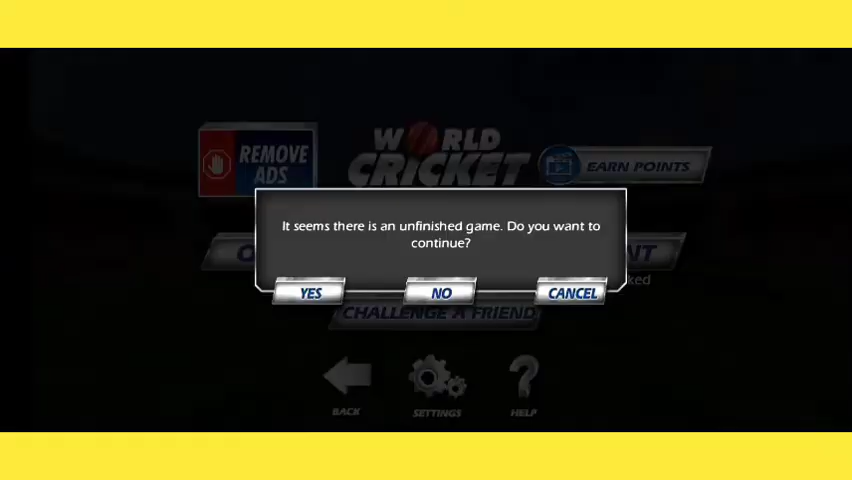 REMOVE
ADS
WORLD
CRICKET
EARN POINTS
It seems there is an unfinished game. Do you want to
continue?
YES
NO
CANCEL
CHALLENGE A FRIEND
BACK
SETTINGS
HELP